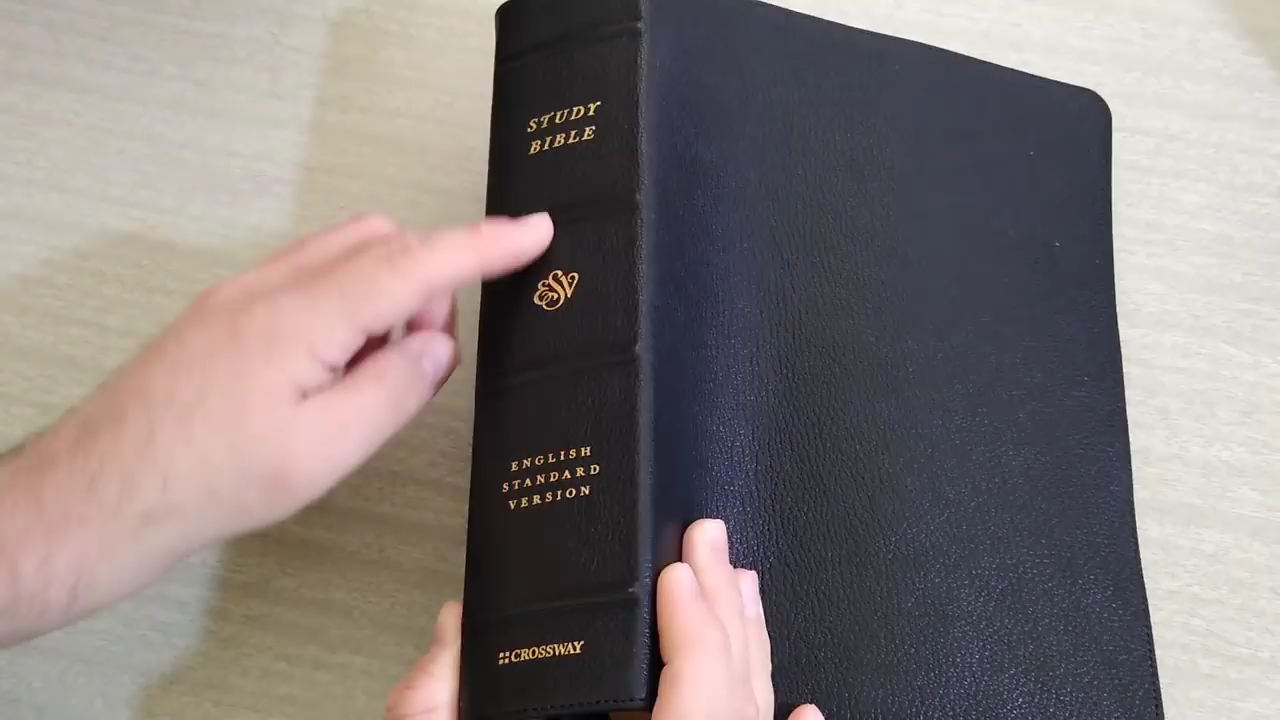 STUDY
BIBLE
ESV
ENGLISH
STANDARD
VERSION
CROSSWAY